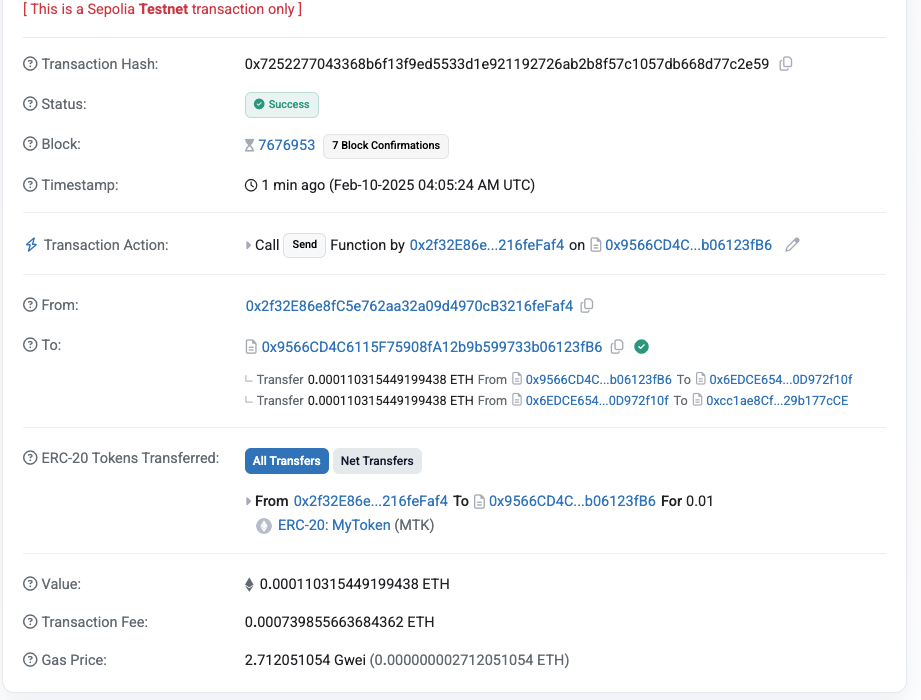 [ This is a Sepolia Testnet transaction only ]
Transaction Hash: 0x7252277043368b6f13f9ed5533d1e921192726ab2b8f57c1057db668d77c2e59
Status: Success
Block: 7676953 7 Block Confirmations
Timestamp: 1 min ago (Feb-10-2025 04:05:24 AM UTC)
Transaction Action: Call Send Function by 0x2f32E86e...216feFaf4 on 0x9566CD4C...b06123fB6
From: 0x2f32E86e8fC5e762aa32a09d4970cB3216feFaf4
To: 0x9566CD4C6115F75908fA12b9b599733b06123fB6
Transfer 0.000110315449199438 ETH From 0x9566CD4C...b06123fB6 To 0x6EDCE654...0D972f10f
Transfer 0.000110315449199438 ETH From 0x6EDCE654...0D972f10f To 0xcc1ae8Cf...29b177cCE
ERC-20 Tokens Transferred: All Transfers Net Transfers
From 0x2f32E86e...216feFaf4 To 0x9566CD4C...b06123fB6 For 0.01
ERC-20: MyToken (MTK)
Value: 0.000110315449199438 ETH
Transaction Fee: 0.000739855663684362 ETH
Gas Price: 2.712051054 Gwei (0.000000002712051054 ETH)